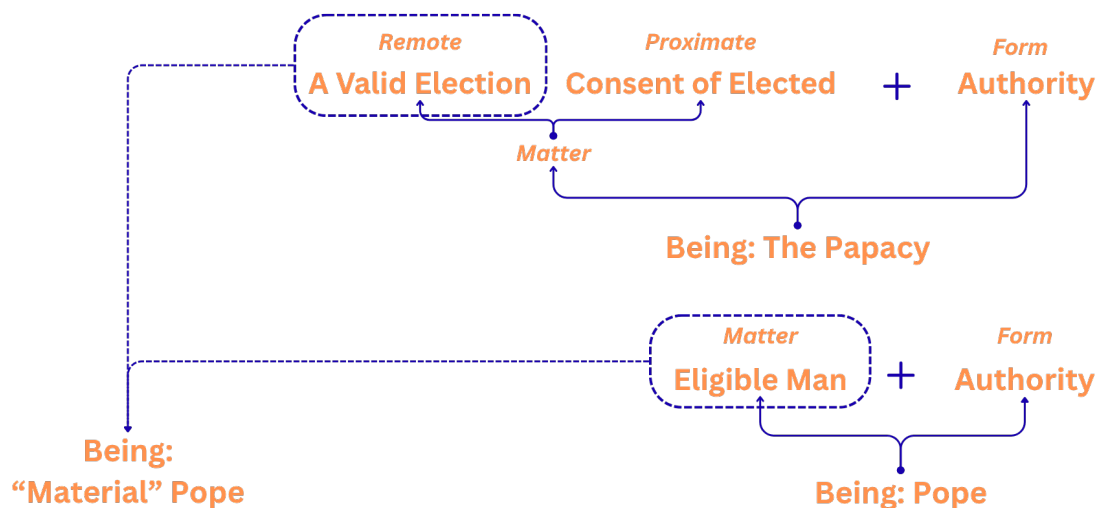 Remote
Proximate
Form
A Valid Election
Consent of Elected
+
Authority
Matter
Being: The Papacy
Matter
Form
Eligible Man
+
Authority
Being:
“Material” Pope
Being: Pope